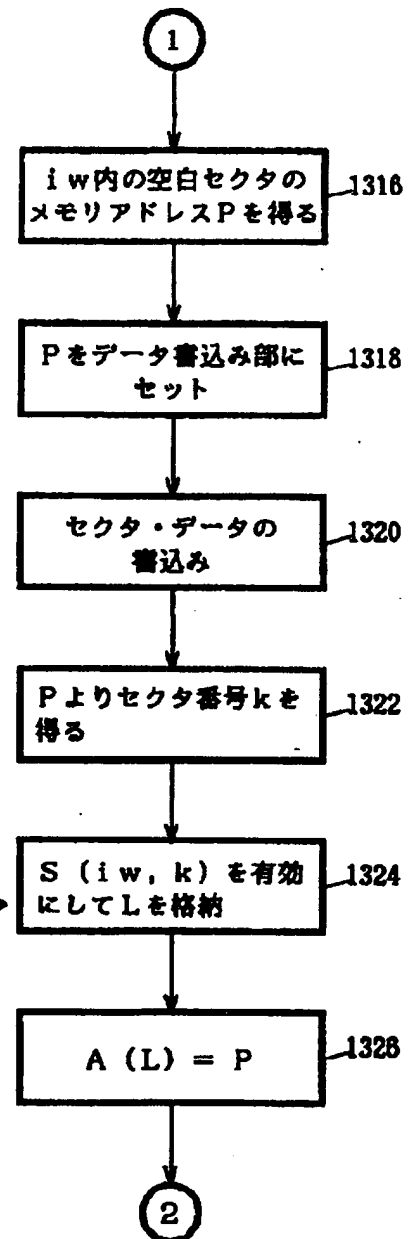 1
i w内の空白セクタの
メモリアドレスPを得る
1316
Pをデータ書込み部に
セット
1318
セクタ・データの
書込み
1320
Pよりセクタ番号kを
得る
1322
S (i w, k) を有効
にしてLを格納
1324
A (L) = P
1326
2